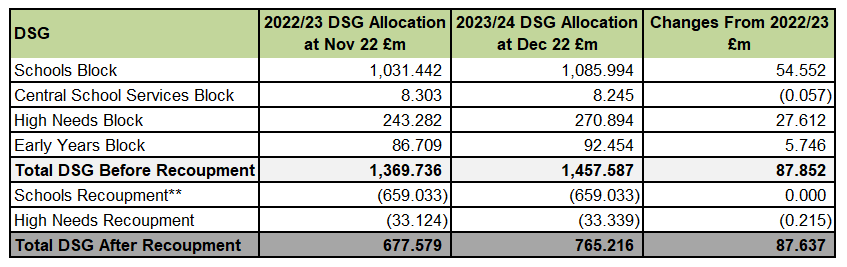 DSG 2022/23 DSG Allocation at Nov 22 £m 2023/24 DSG Allocation at Dec 22 £m Changes From 2022/23 £m
Schools Block 1,031.442 1,085.994 54.552
Central School Services Block 8.303 8.245 (0.057)
High Needs Block 243.282 270.894 27.612
Early Years Block 86.709 92.454 5.746
Total DSG Before Recoupment 1,369.736 1,457.587 87.852
Schools Recoupment** (659.033) (659.033) 0.000
High Needs Recoupment (33.124) (33.339) (0.215)
Total DSG After Recoupment 677.579 765.216 87.637